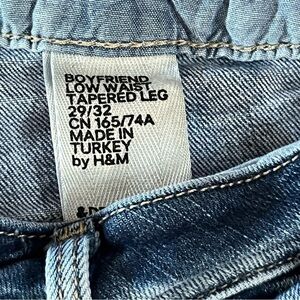 BOYFRIEND
LOW WAIST
TAPERED LEG
29/32
CN 165/74A
MADE IN
TURKEY
by H&M